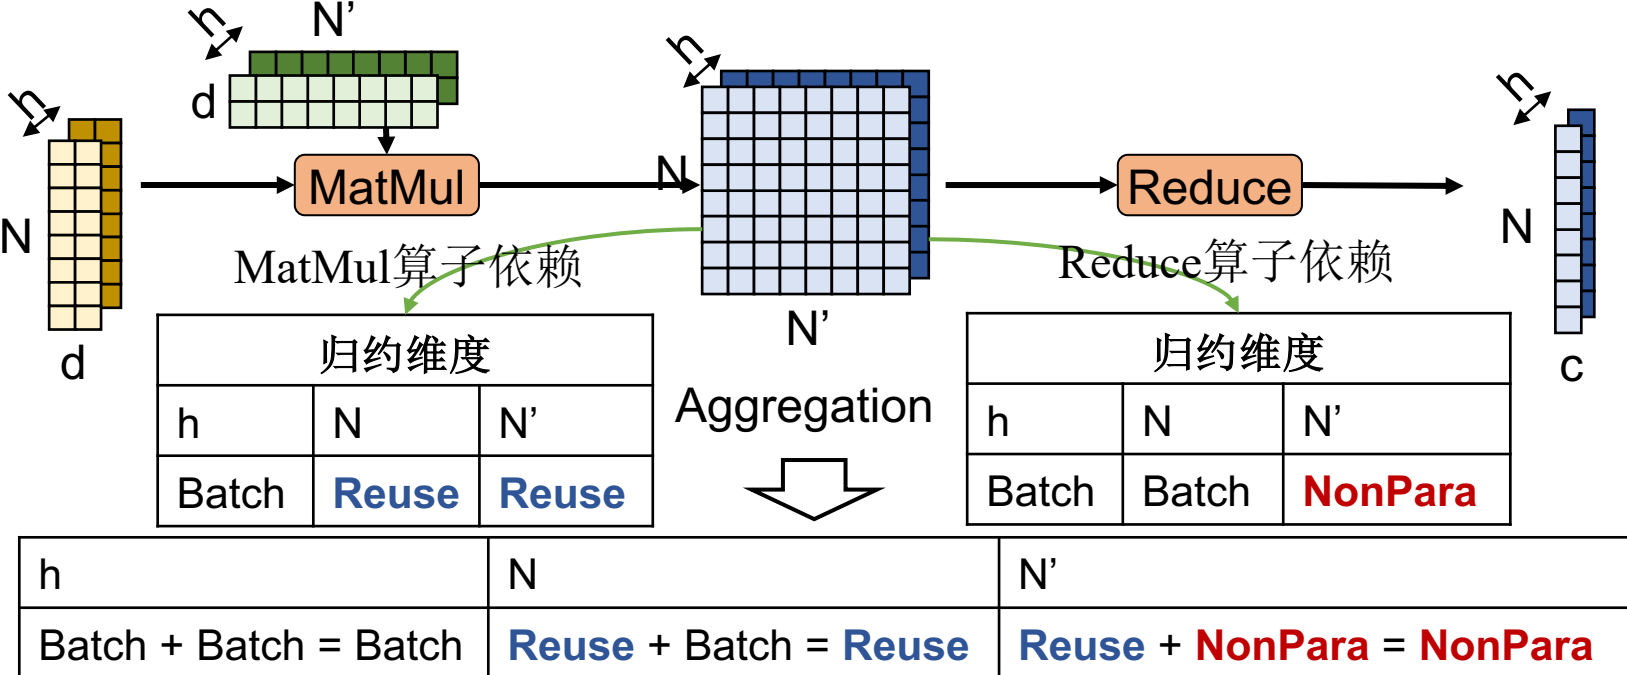 h
N’
d
h
N
d
MatMul
h
N
N’
Reduce
h
N
c
MatMul算子依赖
Reduce算子依赖
归约维度
h N N’
Batch Reuse Reuse
Aggregation
归约维度
h N N’
Batch Batch NonPara
h N N’
Batch + Batch = Batch Reuse + Batch = Reuse Reuse + NonPara = NonPara